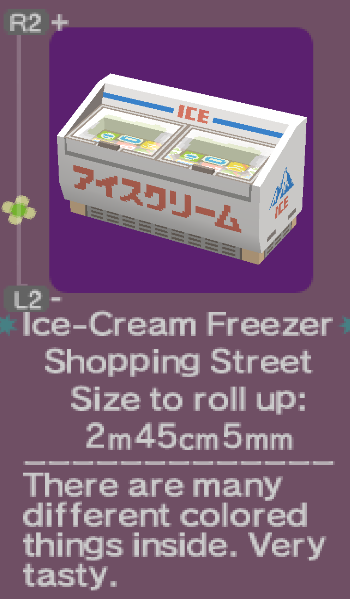 R2 +
ICE
アイスクリーム
ICE
L2 -
Ice-Cream Freezer
Shopping Street
Size to roll up:
2m45cm5mm
There are many
different colored
things inside. Very
tasty.